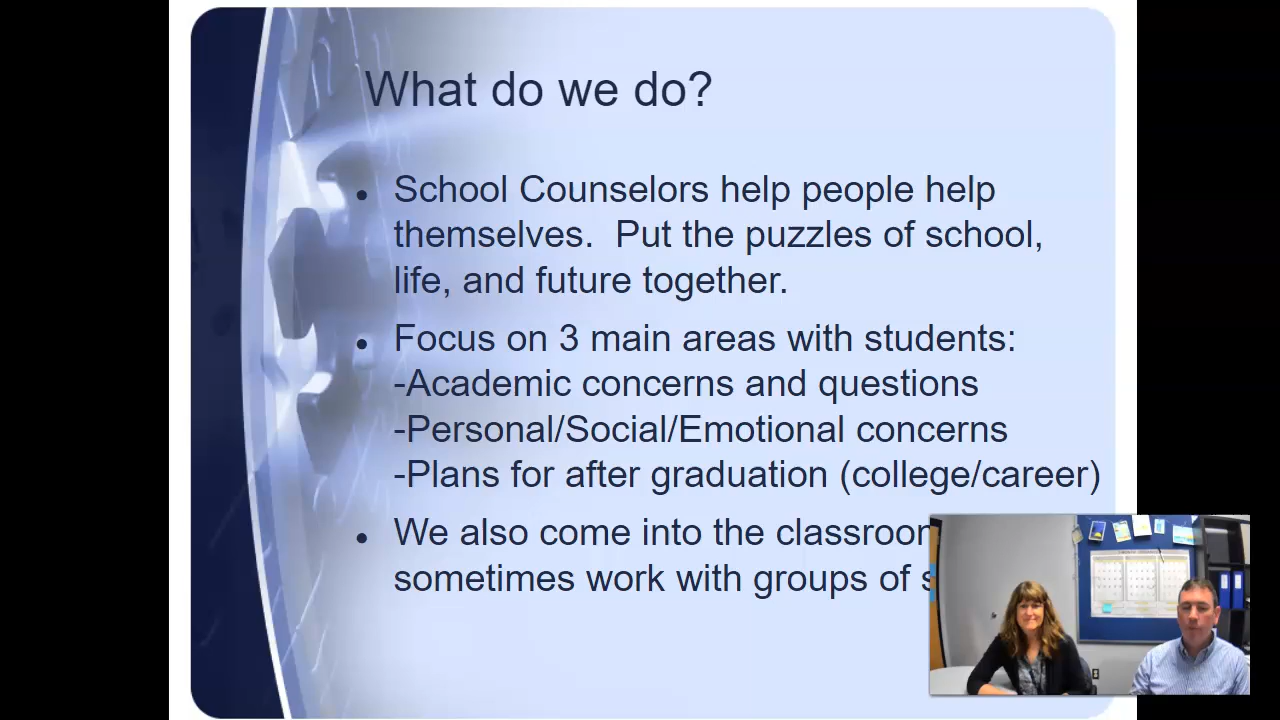 What do we do?
School Counselors help people help
themselves.  Put the puzzles of school,
life, and future together.
Focus on 3 main areas with students:
-Academic concerns and questions
-Personal/Social/Emotional concerns
-Plans for after graduation (college/career)
We also come into the
sometimes work with groups of